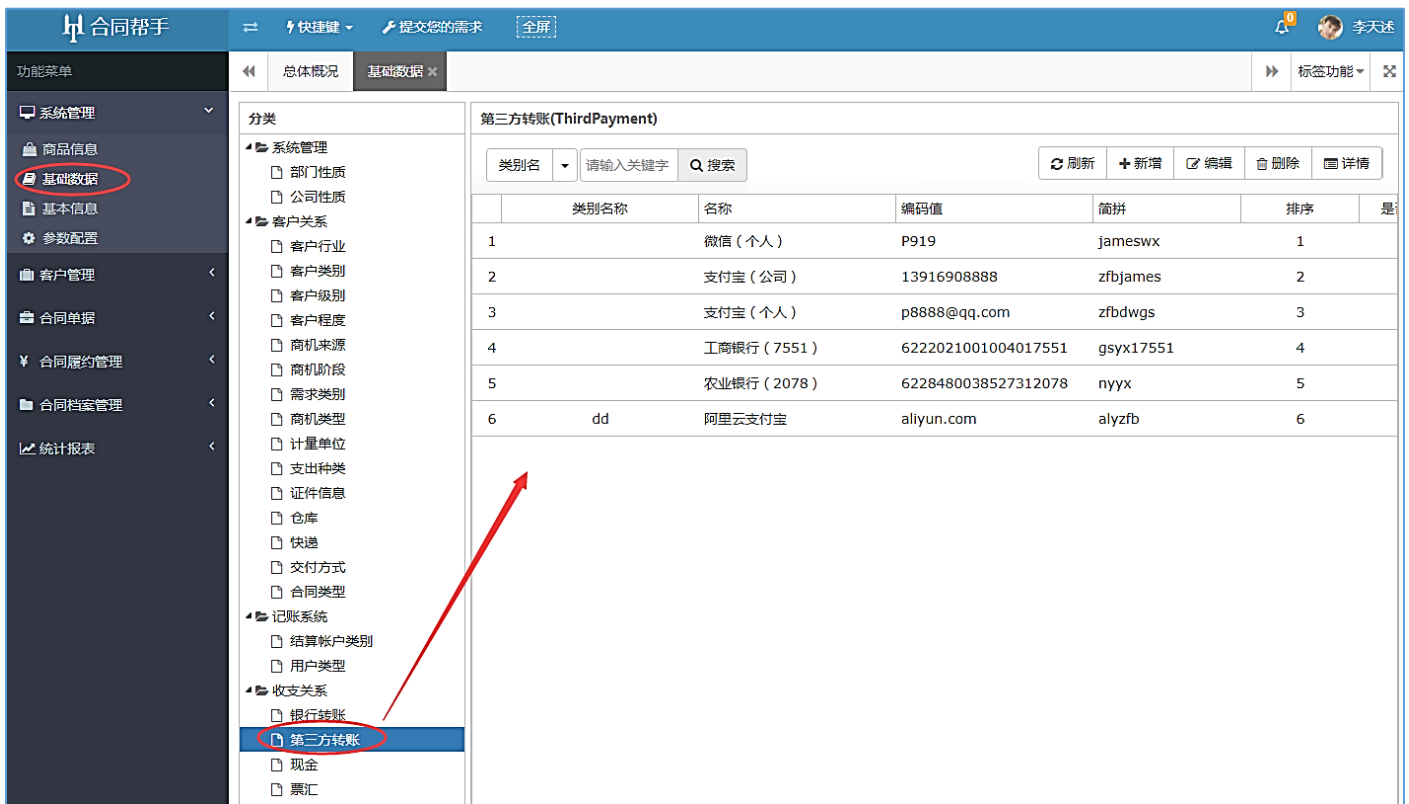 合同帮手 快捷键 提交您的需求 全屏 0 李天述
功能菜单 总体概况 基础数据 标签功能
系统管理
商品信息
基础数据
基本信息
参数配置
客户管理
合同单据
¥ 合同履约管理
合同档案管理
统计报表
分类
系统管理
部门性质
公司性质
客户关系
客户行业
客户类别
客户级别
客户程度
商机来源
商机阶段
需求类别
商机类型
计量单位
支出种类
证件信息
仓库
快递
交付方式
合同类型
记账系统
结算帐户类别
用户类型
收支关系
银行转账
第三方转账
现金
票汇
第三方转账(ThirdPayment)
类别名 请输入关键字 搜索 刷新 新增 编辑 删除 详情
类别名称 名称 编码值 简拼 排序
1 微信（个人） P919 jameswx 1
2 支付宝（公司） 13916908888 zfbjames 2
3 支付宝（个人） p8888@qq.com zfbdwgs 3
4 工商银行（7551） 6222021001004017551 gsyx17551 4
5 农业银行（2078） 6228480038527312078 nyyx 5
6 dd 阿里云支付宝 aliyun.com alyzfb 6